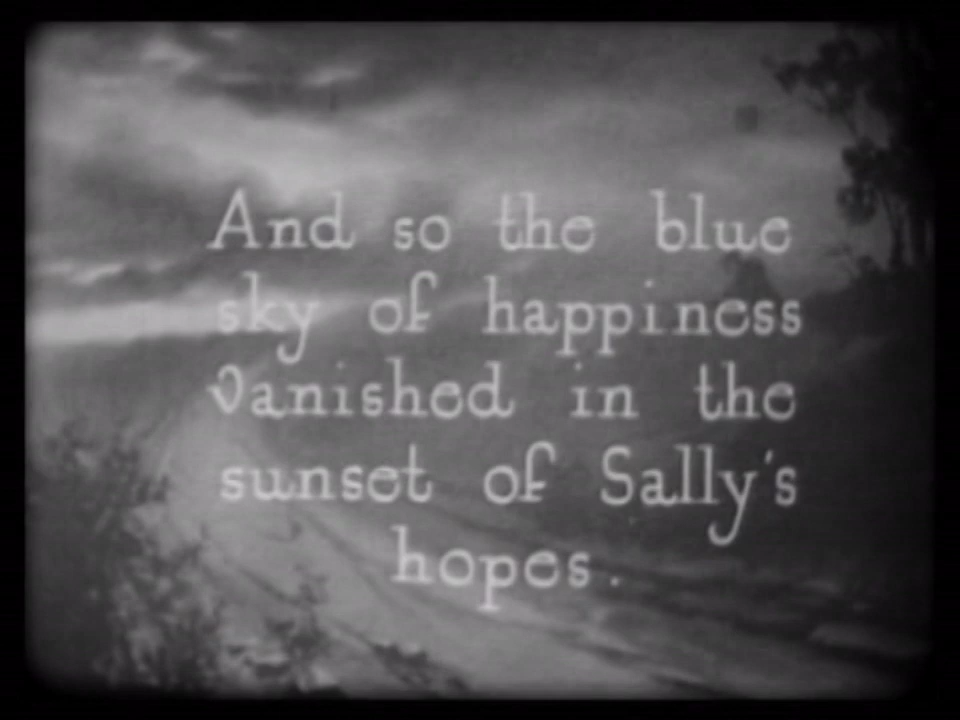 And so the blue
sky of happiness
vanished in the
sunset of Sally's
hopes.